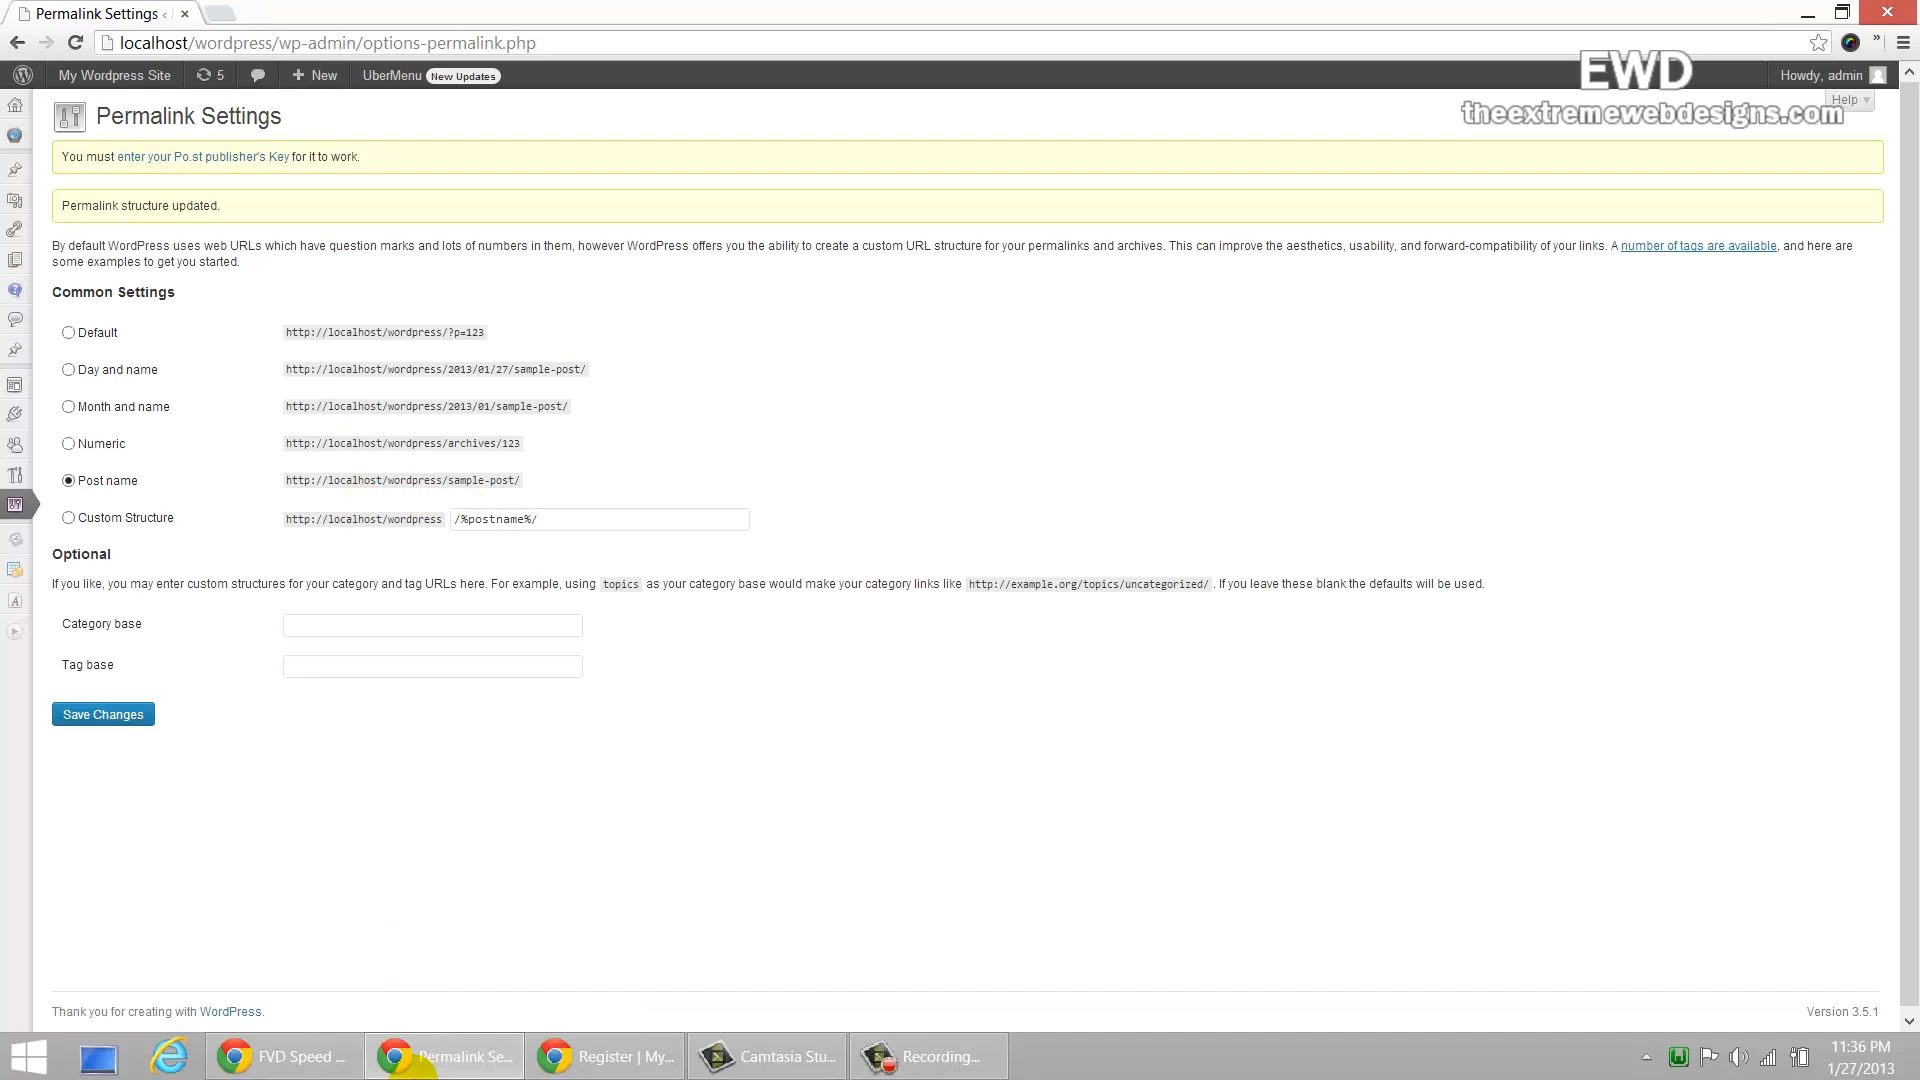 Permalink Settings ‹
localhost/wordpress/wp-admin/options-permalink.php
My Wordpress Site 5 New UberMenu New Updates Howdy, admin
EWD
theextremewebdesigns.com
Help
Permalink Settings
You must enter your Po.st publisher's Key for it to work.
Permalink structure updated.
By default WordPress uses web URLs which have question marks and lots of numbers in them, however WordPress offers you the ability to create a custom URL structure for your permalinks and archives. This can improve the aesthetics, usability, and forward-compatibility of your links. A number of tags are available, and here are
some examples to get you started.
Common Settings
Default http://localhost/wordpress/?p=123
Day and name http://localhost/wordpress/2013/01/27/sample-post/
Month and name http://localhost/wordpress/2013/01/sample-post/
Numeric http://localhost/wordpress/archives/123
Post name http://localhost/wordpress/sample-post/
Custom Structure http://localhost/wordpress /%postname%/
Optional
If you like, you may enter custom structures for your category and tag URLs here. For example, using topics as your category base would make your category links like http://example.org/topics/uncategorized/ . If you leave these blank the defaults will be used.
Category base
Tag base
Save Changes
Thank you for creating with WordPress. Version 3.5.1
FVD Speed ... Permalink Se... Register | My... Camtasia Stu... Recording...
11:36 PM
1/27/2013